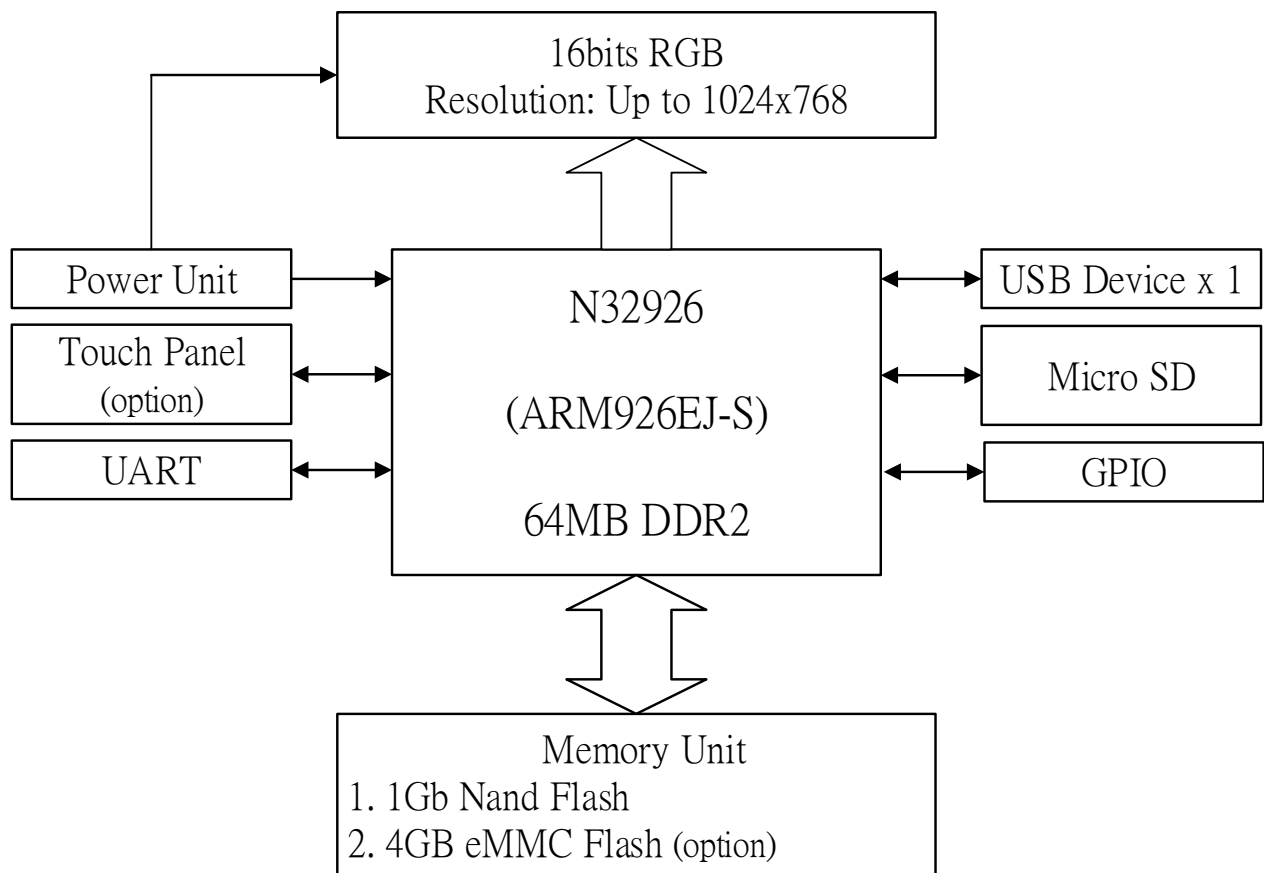 16bits RGB
Resolution: Up to 1024x768
Power Unit
Touch Panel
(option)
UART
N32926
(ARM926EJ-S)
64MB DDR2
USB Device x 1
Micro SD
GPIO
Memory Unit
1. 1Gb Nand Flash
2. 4GB eMMC Flash (option)